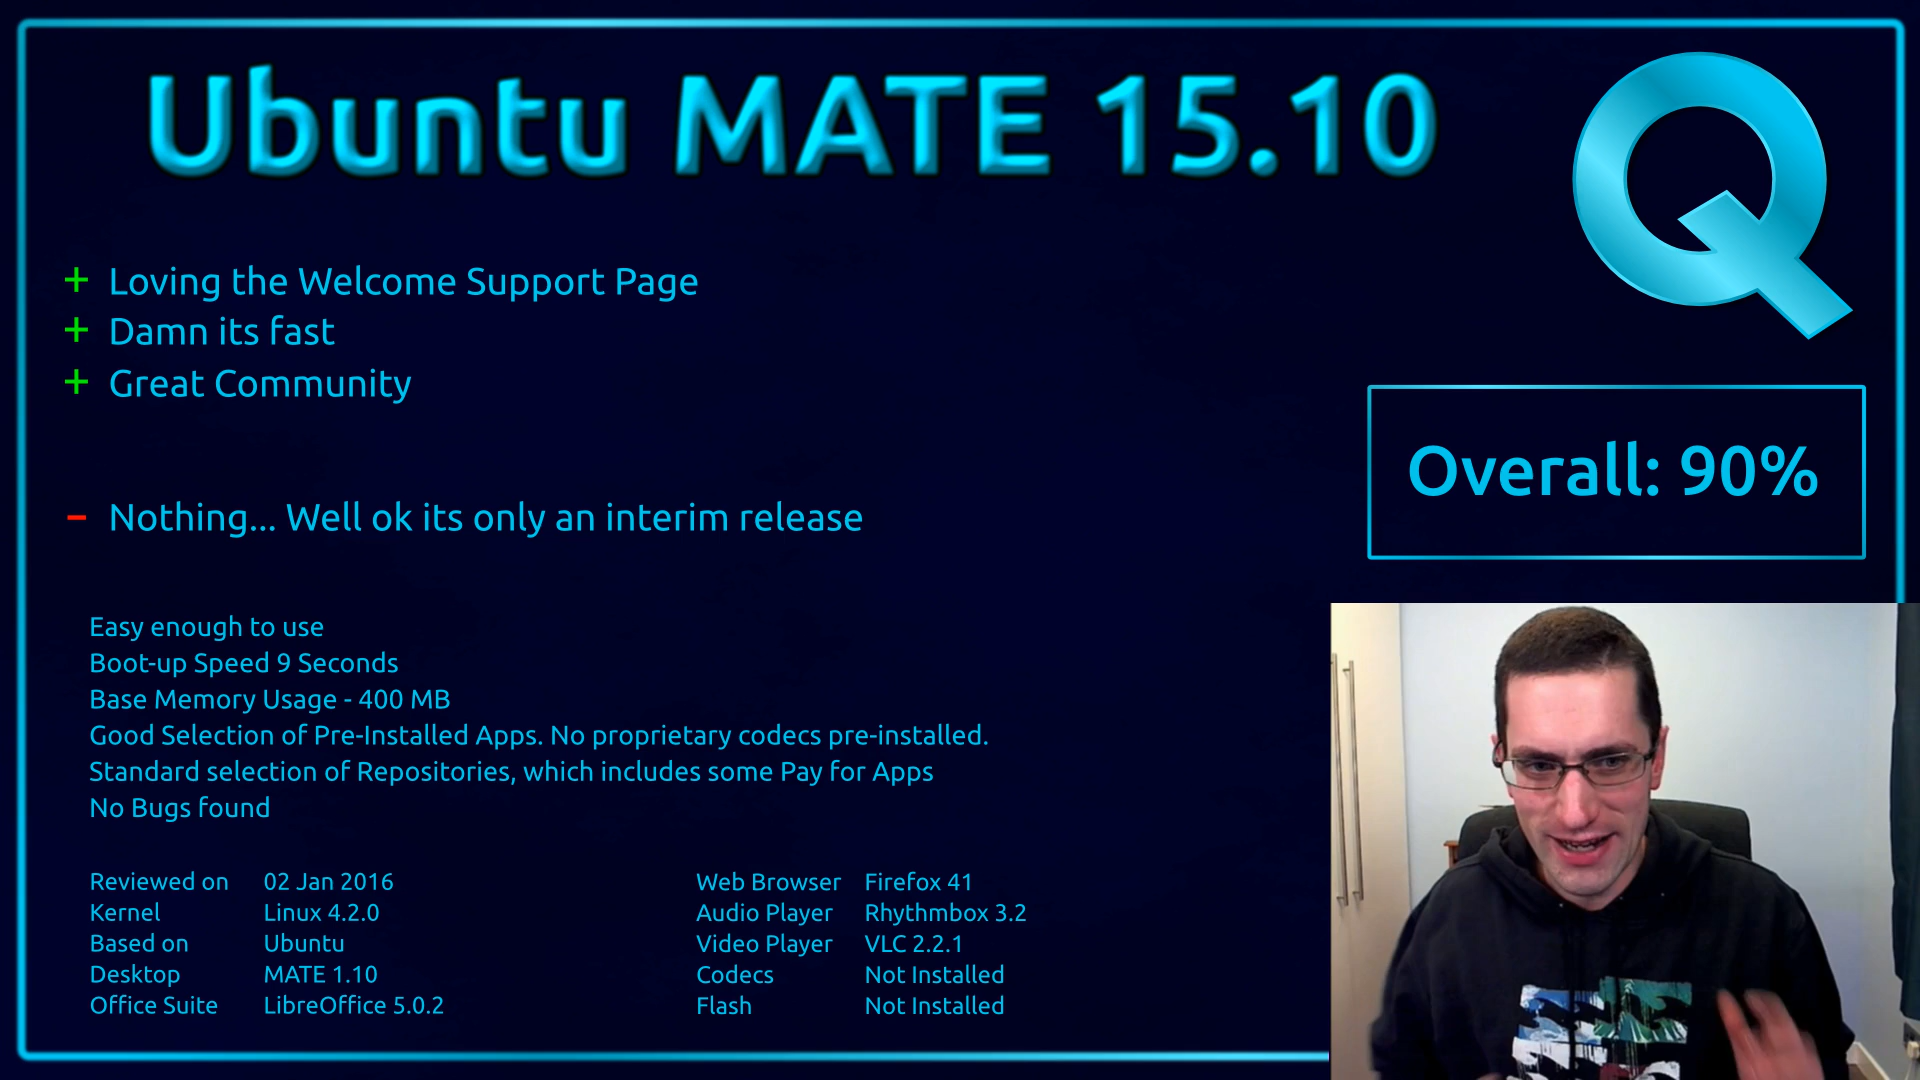 Ubuntu MATE 15.10
Q
+ Loving the Welcome Support Page
+ Damn its fast
+ Great Community
Overall: 90%
- Nothing... Well ok its only an interim release
Easy enough to use
Boot-up Speed 9 Seconds
Base Memory Usage - 400 MB
Good Selection of Pre-Installed Apps. No proprietary codecs pre-installed.
Standard selection of Repositories, which includes some Pay for Apps
No Bugs found
Reviewed on 02 Jan 2016
Kernel Linux 4.2.0
Based on Ubuntu
Desktop MATE 1.10
Office Suite LibreOffice 5.0.2
Web Browser Firefox 41
Audio Player Rhythmbox 3.2
Video Player VLC 2.2.1
Codecs Not Installed
Flash Not Installed